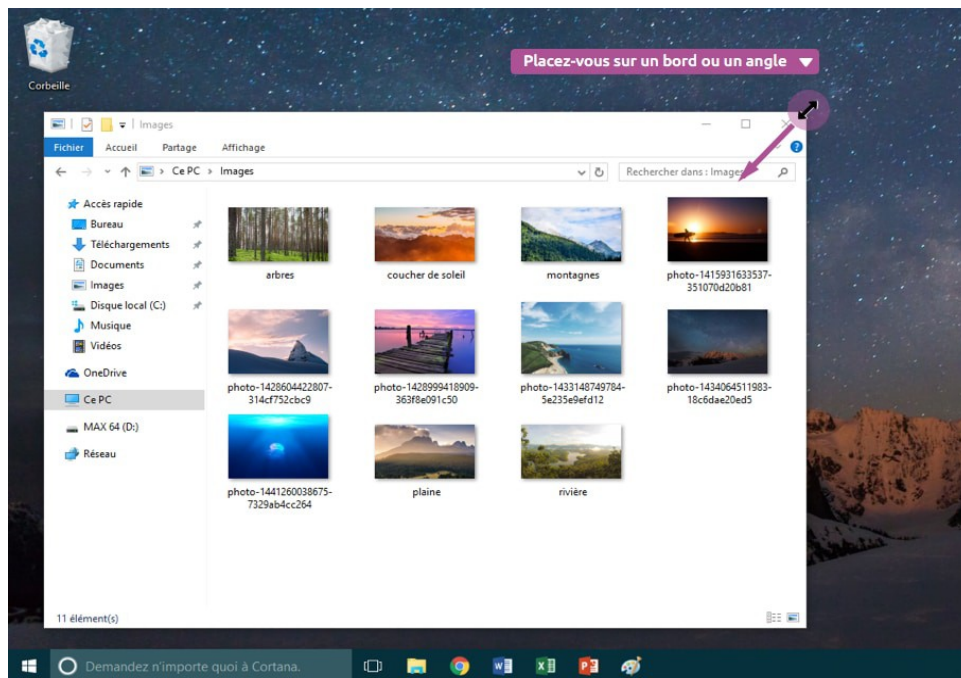 Corbeille
Placez-vous sur un bord ou un angle
Images
Fichier Accueil Partage Affichage
Ce PC > Images
Rechercher dans : Images
Accès rapide
Bureau
Téléchargements
Documents
Images
Disque local (C:)
Musique
Vidéos
OneDrive
Ce PC
MAX 64 (D:)
Réseau
arbres
coucher de soleil
montagnes
photo-1415931633537-
351070d20b81
photo-1428604422807-
314cf752cbc9
photo-1428999418909-
363f8e091c50
photo-1433148749784-
5e235e9efd12
photo-1434064511983-
18c6dae20ed5
photo-1441260038675-
7329ab4cc264
plaine
rivière
11 élément(s)
Demandez n'importe quoi à Cortana.